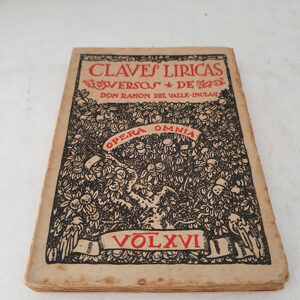 CLAVES LIRICAS
VERSOS DE
DON RAMON DEL VALLE-INCLAN
OPERA OMNIA
VOL XVI